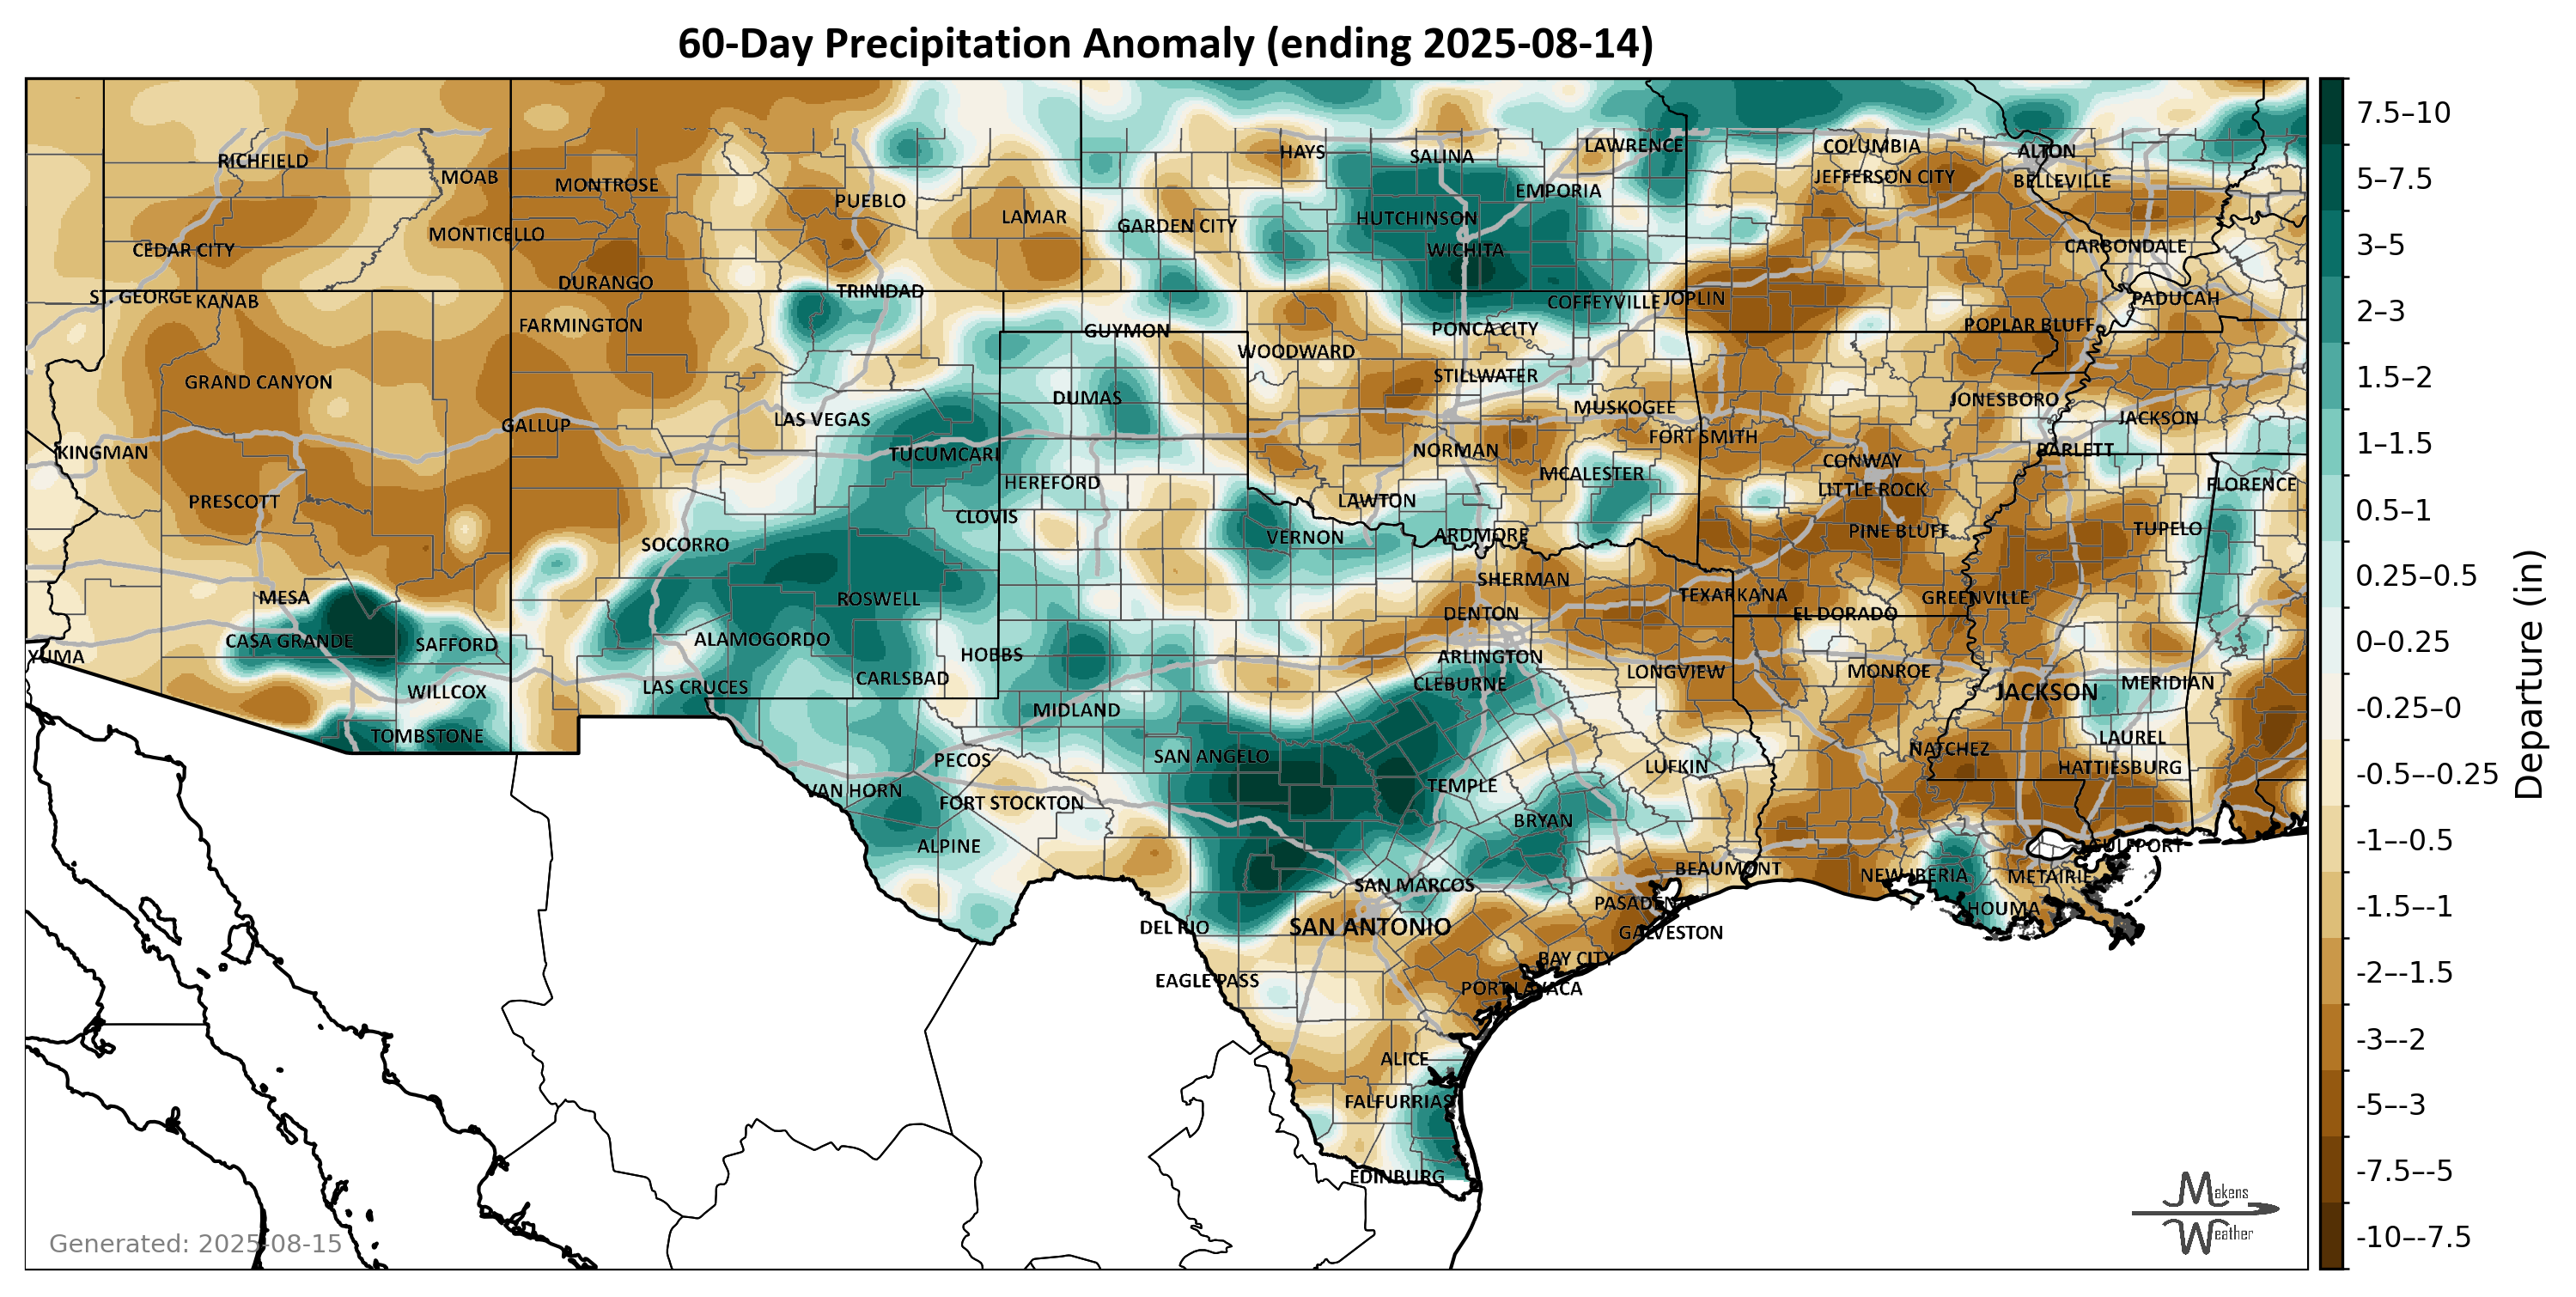 60-Day Precipitation Anomaly (ending 2025-08-14)
RICHFIELD
MOAB
MONTROSE
PUEBLO
LAMAR
HAYS
SALINA
LAWRENCE
EMPORIA
COLUMBIA
JEFFERSON CITY
ALTON
BELLEVILLE
CEDAR CITY
MONTICELLO
GARDEN CITY
HUTCHINSON
WICHITA
CARBONDALE
ST. GEORGE
KANAB
DURANGO
TRINIDAD
COFFEYVILLE
JOPLIN
PADUCAH
FARMINGTON
GUYMON
PONCA CITY
POPLAR BLUFF
WOODWARD
STILLWATER
GRAND CANYON
DUMAS
MUSKOGEE
JONESBORO
JACKSON
GALLUP
LAS VEGAS
FORT SMITH
KINGMAN
TUCUMCARI
NORMAN
BARLETT
CONWAY
MCALESTER
PRESCOTT
HEREFORD
LAWTON
LITTLE ROCK
FLORENCE
CLOVIS
VERNON
ARDMORE
PINE BLUFF
TUPELO
SOCORRO
SHERMAN
MESA
ROSWELL
DENTON
TEXARKANA
EL DORADO
GREENVILLE
CASA GRANDE
SAFFORD
ALAMOGORDO
HOBBS
ARLINGTON
YUMA
WILLCOX
LAS CRUCES
CARLSBAD
CLEBURNE
LONGVIEW
MONROE
JACKSON
MERIDIAN
MIDLAND
TOMBSTONE
PECOS
SAN ANGELO
LUFKIN
NATCHEZ
LAUREL
HATTIESBURG
VAN HORN
FORT STOCKTON
TEMPLE
BRYAN
ALPINE
GULFPORT
SAN MARCOS
BEAUMONT
NEW IBERIA
METAIRIE
PASADENA
HOUMA
DEL RIO
SAN ANTONIO
GALVESTON
BAY CITY
EAGLE PASS
PORT LAVACA
ALICE
FALFURRIAS
EDINBURG
Generated: 2025-08-15
Makens
Weather
7.5–10
5–7.5
3–5
2–3
1.5–2
1–1.5
0.5–1
0.25–0.5
0–0.25
-0.25–0
-0.5–-0.25
-1–-0.5
-1.5–-1
-2–-1.5
-3–-2
-5–-3
-7.5–-5
-10–-7.5
Departure (in)